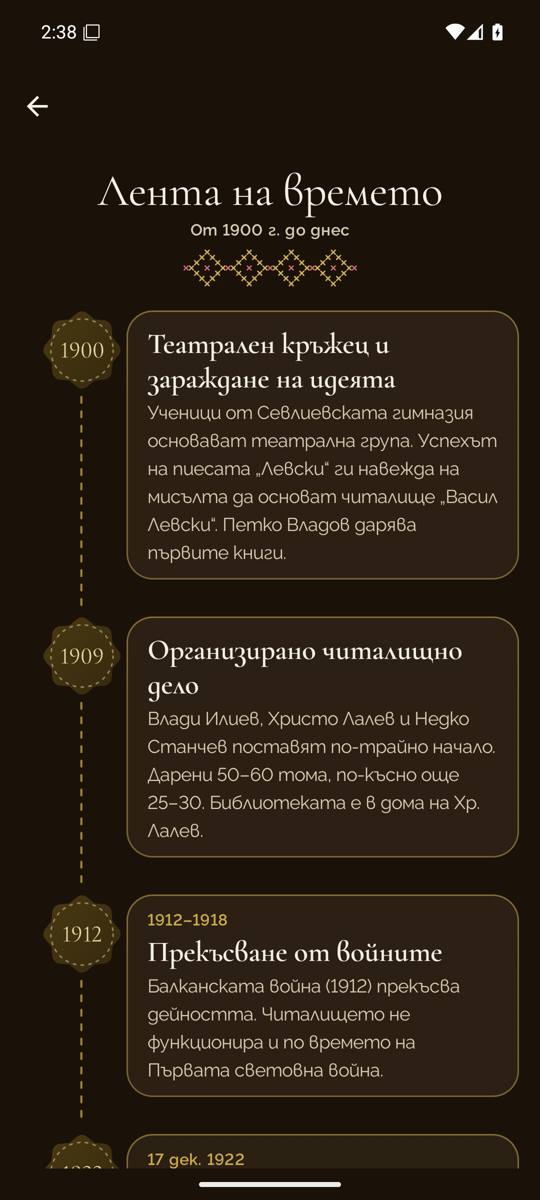 2:38
Лента на времето
От 1900 г. до днес
1900
Театрален кръжец и
зараждане на идеята
Ученици от Севлиевската гимназия
основават театрална група. Успехът
на пиесата „Левски“ ги навежда на
мисълта да основат читалище „Васил
Левски“. Петко Владов дарява
първите книги.
1909
Организирано читалищно
дело
Влади Илиев, Христо Лалев и Недко
Станчев поставят по-трайно начало.
Дарени 50–60 тома, по-късно още
25–30. Библиотеката е в дома на Хр.
Лалев.
1912
1912–1918
Прекъсване от войните
Балканската война (1912) прекъсва
дейността. Читалището не
функционира и по времето на
Първата световна война.
17 дек. 1922